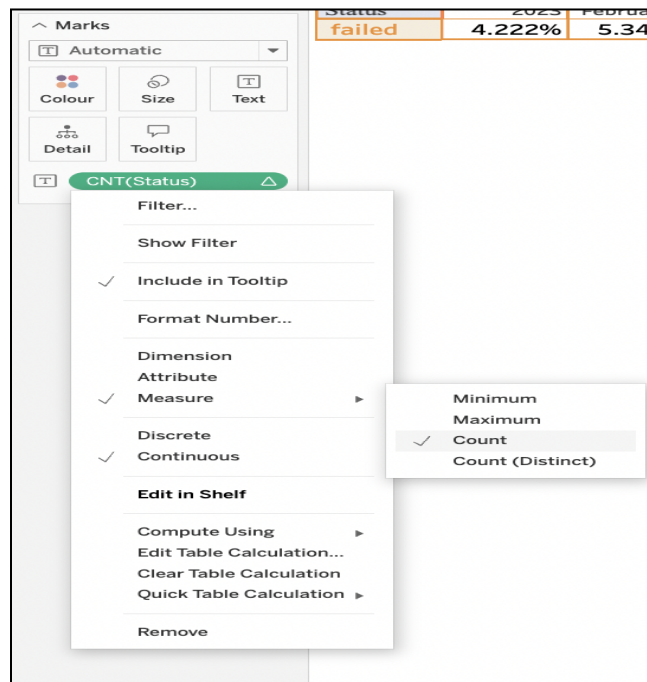 Marks
Automatic
Colour
Size
Text
Detail
Tooltip
CNT(Status)
Filter...
Show Filter
Include in Tooltip
Format Number...
Dimension
Attribute
Measure
Discrete
Continuous
Edit in Shelf
Compute Using
Edit Table Calculation...
Clear Table Calculation
Quick Table Calculation
Remove
Minimum
Maximum
Count
Count (Distinct)
Status 2023
failed 4.222% 5.34